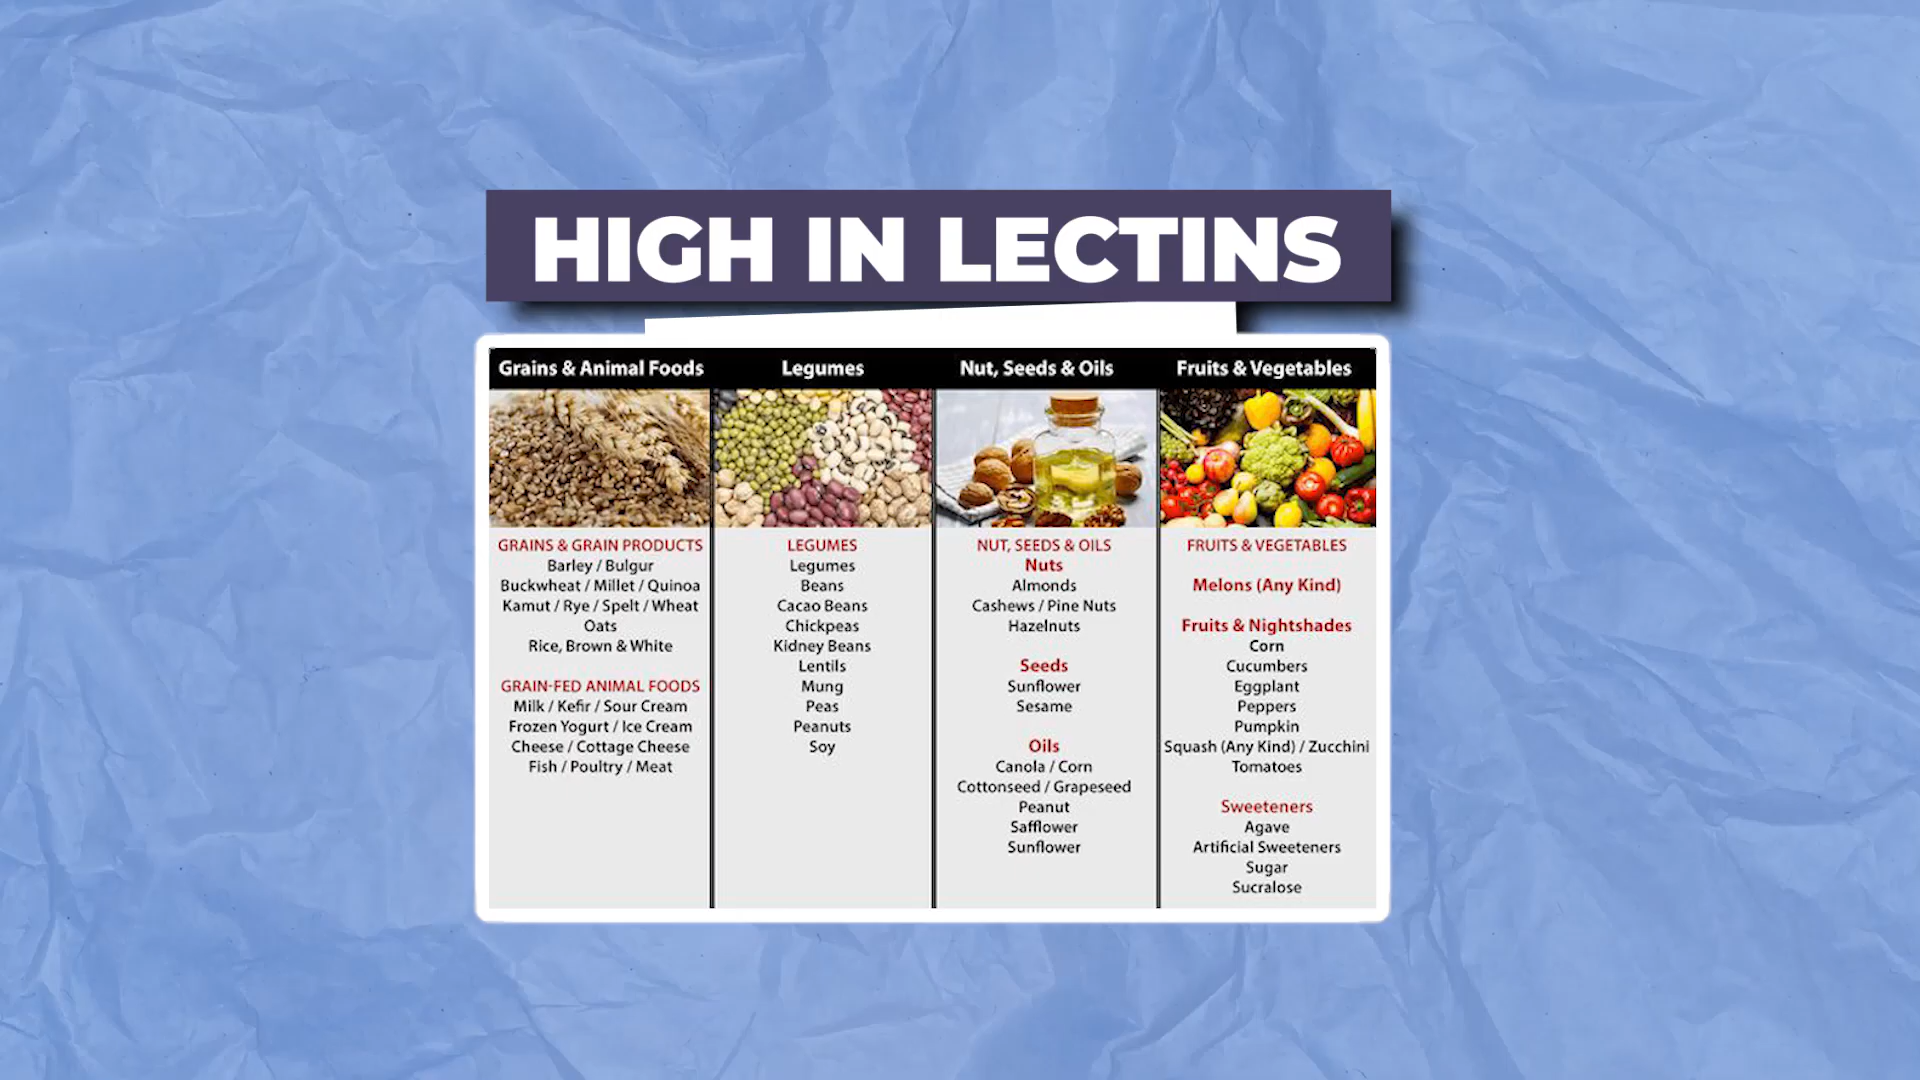 HIGH IN LECTINS
Grains & Animal Foods
GRAINS & GRAIN PRODUCTS
Barley / Bulgur
Buckwheat / Millet / Quinoa
Kamut / Rye / Spelt / Wheat
Oats
Rice, Brown & White
GRAIN-FED ANIMAL FOODS
Milk / Kefir / Sour Cream
Frozen Yogurt / Ice Cream
Cheese / Cottage Cheese
Fish / Poultry / Meat
Legumes
LEGUMES
Legumes
Beans
Cacao Beans
Chickpeas
Kidney Beans
Lentils
Mung
Peas
Peanuts
Soy
Nut, Seeds & Oils
NUT, SEEDS & OILS
Nuts
Almonds
Cashews / Pine Nuts
Hazelnuts
Seeds
Sunflower
Sesame
Oils
Canola / Corn
Cottonseed / Grapeseed
Peanut
Safflower
Sunflower
Fruits & Vegetables
FRUITS & VEGETABLES
Melons (Any Kind)
Fruits & Nightshades
Corn
Cucumbers
Eggplant
Peppers
Pumpkin
Squash (Any Kind) / Zucchini
Tomatoes
Sweeteners
Agave
Artificial Sweeteners
Sugar
Sucralose